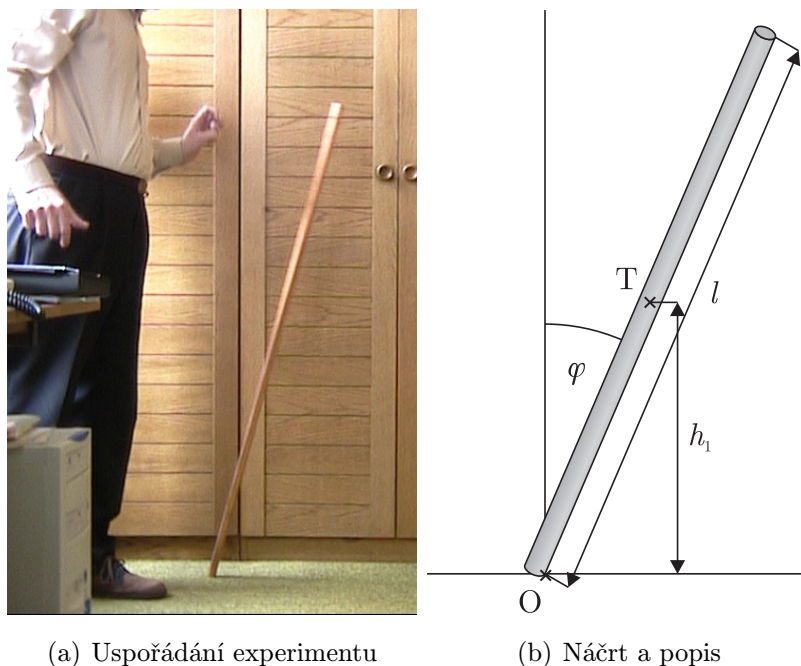 T
l
φ
h₁
O
(a) Uspořádání experimentu
(b) Náčrt a popis